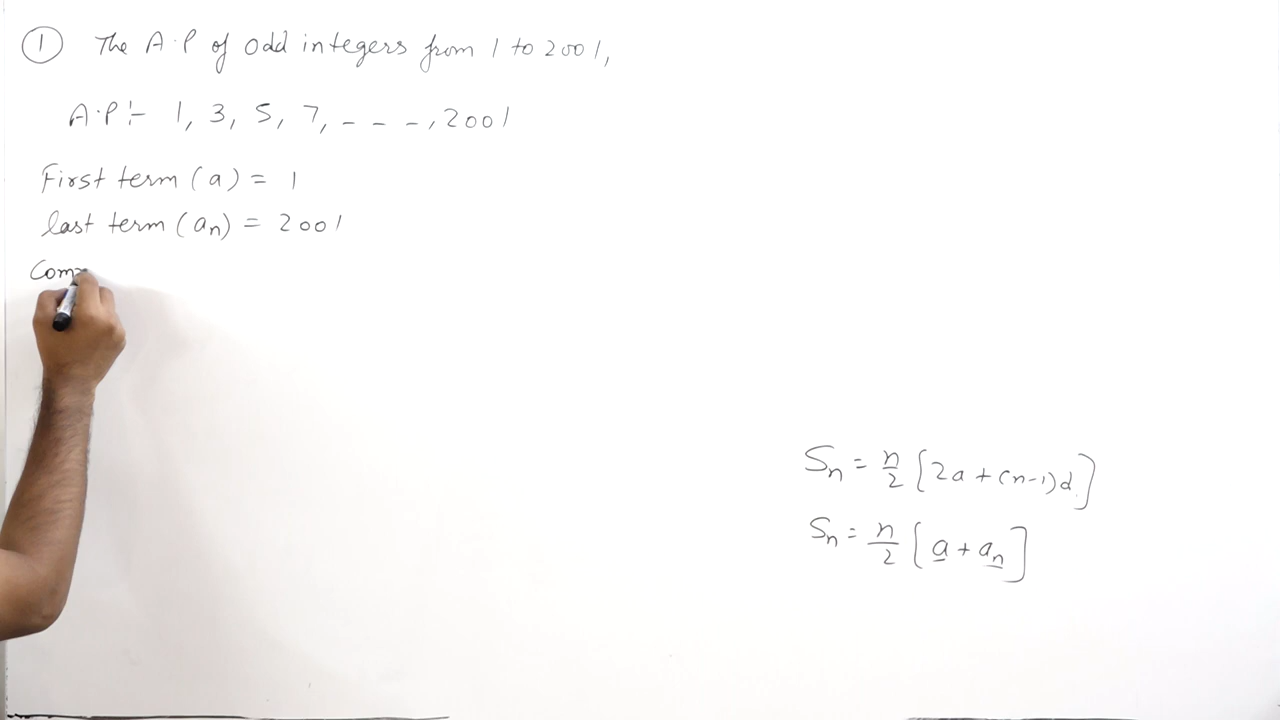 ① The A.P of odd integers from 1 to 2001,
A.P:- 1, 3, 5, 7, - - -, 2001
First term (a) = 1
last term (an) = 2001
Com
Sn = n/2 [2a + (n-1)d]
Sn = n/2 [a + an]